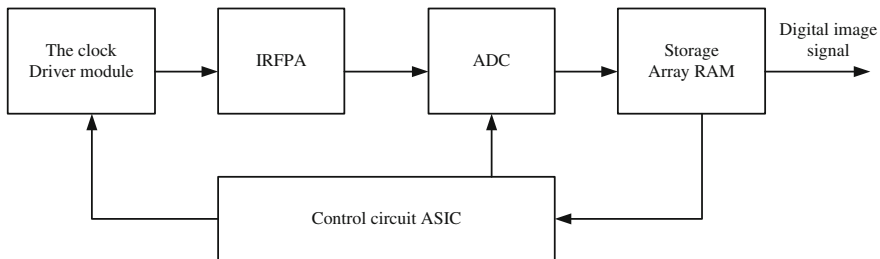 The clock
Driver module
IRFPA
ADC
Storage
Array RAM
Digital image
signal
Control circuit ASIC